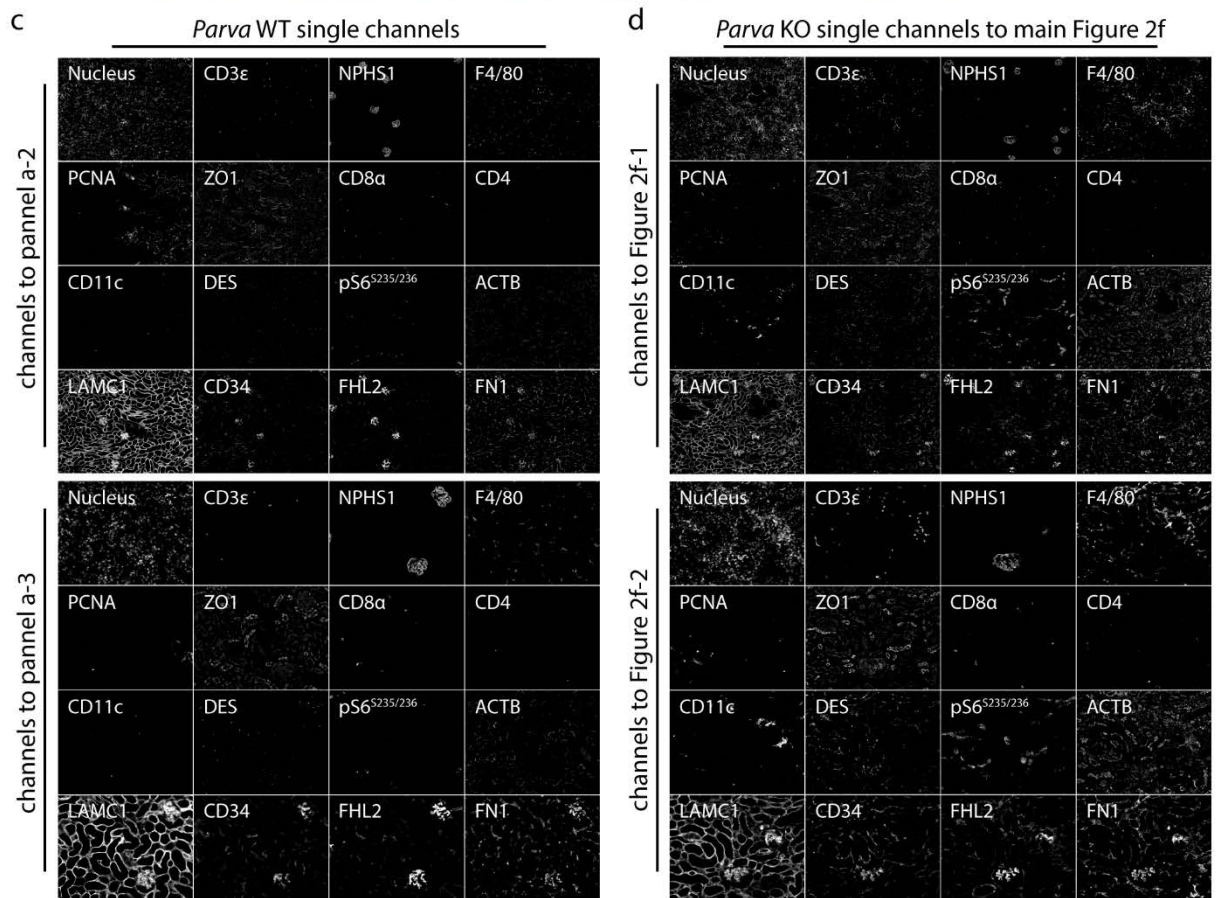 c
Parva WT single channels
channels to pannel a-2
Nucleus CD3ε NPHS1 F4/80
PCNA ZO1 CD8α CD4
CD11c DES pS6S235/236 ACTB
LAMC1 CD34 FHL2 FN1
channels to pannel a-3
Nucleus CD3ε NPHS1 F4/80
PCNA ZO1 CD8α CD4
CD11c DES pS6S235/236 ACTB
LAMC1 CD34 FHL2 FN1
d
Parva KO single channels to main Figure 2f
channels to Figure 2f-1
Nucleus CD3ε NPHS1 F4/80
PCNA ZO1 CD8α CD4
CD11c DES pS6S235/236 ACTB
LAMC1 CD34 FHL2 FN1
channels to Figure 2f-2
Nucleus CD3ε NPHS1 F4/80
PCNA ZO1 CD8α CD4
CD11c DES pS6S235/236 ACTB
LAMC1 CD34 FHL2 FN1